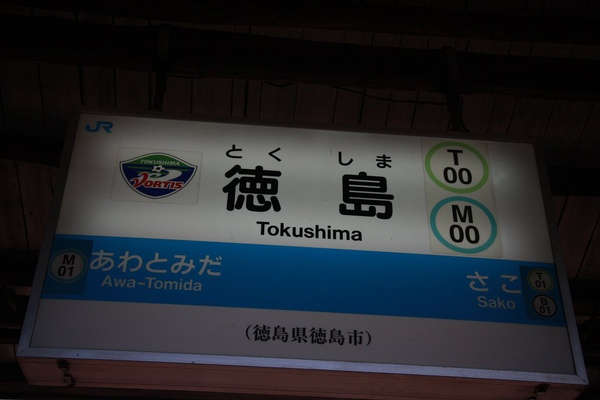 JR
TOKUSHIMA
VORTIS
とくしま
徳島
Tokushima
T
00
M
00
M
01
あわとみだ
Awa-Tomida
さこ
Sako
T
01
B
01
(徳島県徳島市)